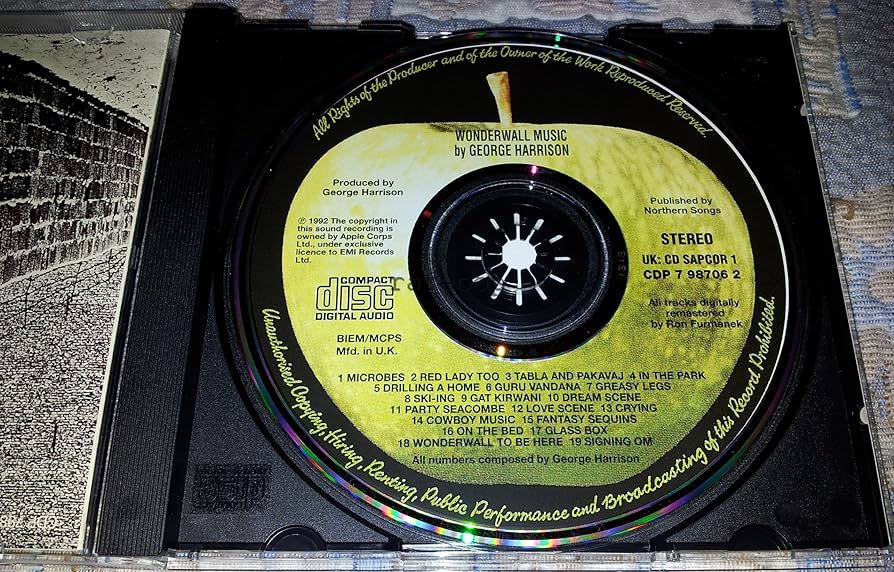 All Rights of the Producer and of the Owner of the Work Reproduced Reserved.
WONDERWALL MUSIC
by GEORGE HARRISON
Produced by
George Harrison
Published by
Northern Songs
℗ 1992 The copyright in
this sound recording is
owned by Apple Corps
Ltd., under exclusive
licence to EMI Records
Ltd.
STEREO
UK: CD SAPCOR 1
CDP 7 98706 2
COMPACT
disc
DIGITAL AUDIO
All tracks digitally
remastered
by Ron Furmanek
BIEM/MCPS
Mfd. in U.K.
1 MICROBES 2 RED LADY TOO 3 TABLA AND PAKAVAJ 4 IN THE PARK
5 DRILLING A HOME 6 GURU VANDANA 7 GREASY LEGS
8 SKI-ING 9 GAT KIRWANI 10 DREAM SCENE
11 PARTY SEACOMBE 12 LOVE SCENE 13 CRYING
14 COWBOY MUSIC 15 FANTASY SEQUINS
16 ON THE BED 17 GLASS BOX
18 WONDERWALL TO BE HERE 19 SIGNING OM
All numbers composed by George Harrison
Unauthorised Copying, Hiring, Renting, Public Performance and Broadcasting of this Record Prohibited.